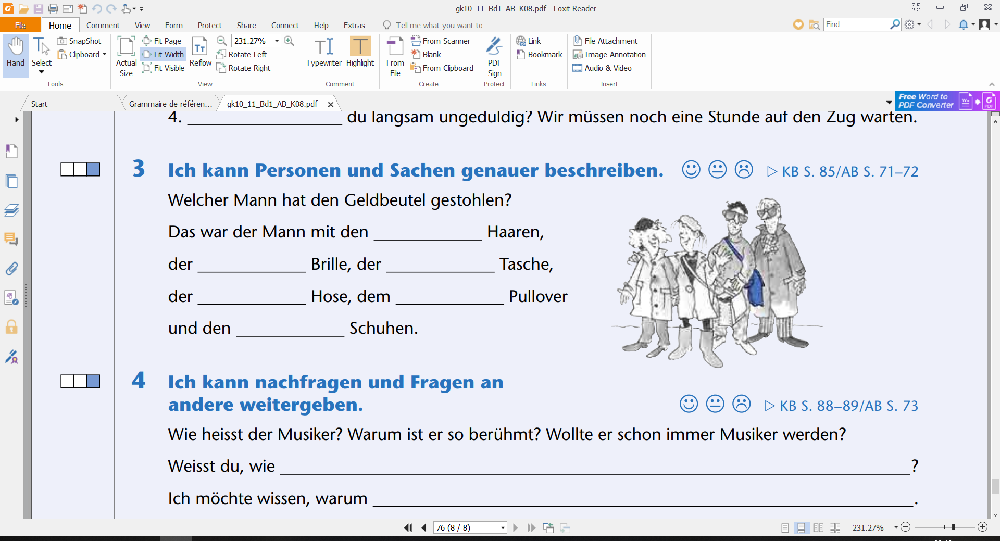 gk10_11_Bd1_AB_K08.pdf - Foxit Reader
File Home Comment View Form Protect Share Connect Help Extras Tell me what you want to
Find
Hand
Select
SnapShot
Clipboard
Tools
Actual Size
Fit Page
Fit Width
Fit Visible
Reflow
231.27%
Rotate Left
Rotate Right
View
Typewriter
Highlight
Comment
From File
From Scanner
Blank
From Clipboard
Create
PDF Sign
Protect
Link
Bookmark
Links
File Attachment
Image Annotation
Audio & Video
Insert
Start
Grammaire de référen...
gk10_11_Bd1_AB_K08.pdf
Free Word to
PDF Converter
4. ____________ du langsam ungeduldig? Wir müssen noch eine Stunde auf den Zug warten.
3 Ich kann Personen und Sachen genauer beschreiben. ▷ KB S. 85/AB S. 71–72
Welcher Mann hat den Geldbeutel gestohlen?
Das war der Mann mit den ____________ Haaren,
der ____________ Brille, der ____________ Tasche,
der ____________ Hose, dem ____________ Pullover
und den ____________ Schuhen.
4 Ich kann nachfragen und Fragen an
andere weitergeben. ▷ KB S. 88–89/AB S. 73
Wie heisst der Musiker? Warum ist er so berühmt? Wollte er schon immer Musiker werden?
Weisst du, wie ____________?
Ich möchte wissen, warum ____________.
76 (8 / 8)
231.27%